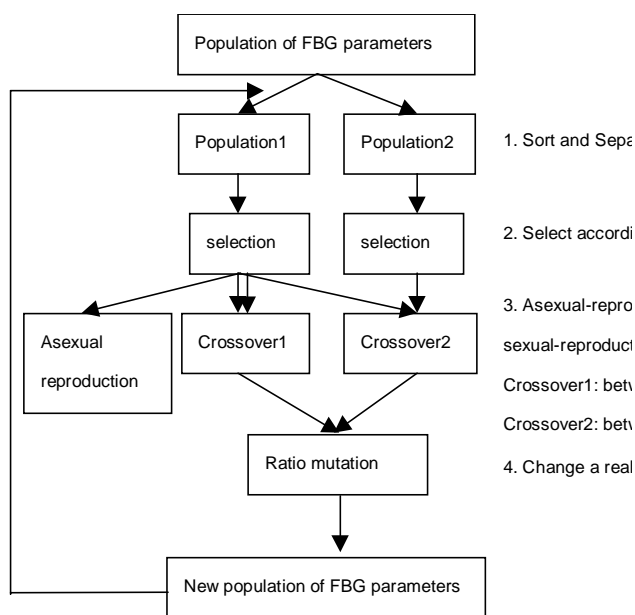 Population of FBG parameters
Population1
Population2
1. Sort and Sepa
selection
selection
2. Select accordi
Asexual
reproduction
Crossover1
Crossover2
3. Asexual-repro
sexual-reproduct
Crossover1: betw
Crossover2: betw
Ratio mutation
4. Change a real
New population of FBG parameters